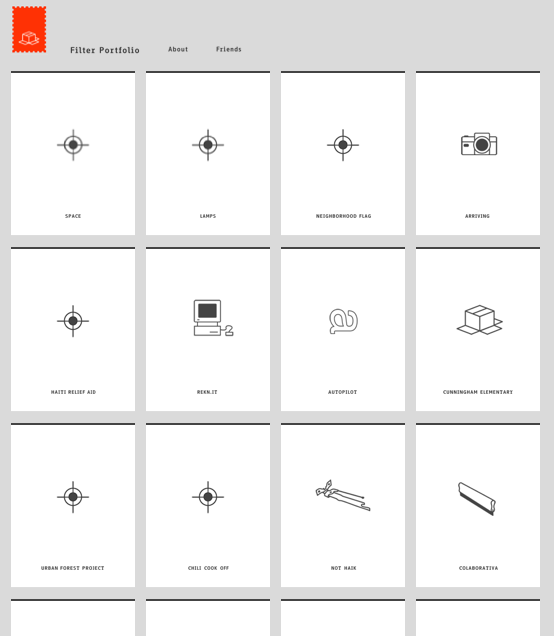 Filter Portfolio
About
Friends
SPACE
LAMPS
NEIGHBORHOOD FLAG
ARRIVING
HAITI RELIEF AID
REKN.IT
AUTOPILOT
CUNNINGHAM ELEMENTARY
URBAN FOREST PROJECT
CHILI COOK OFF
NOT HAIK
COLABORATIVA